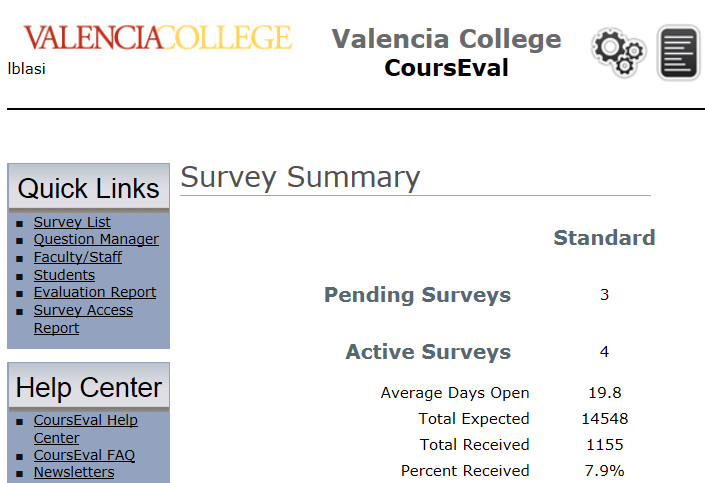 VALENCIACOLLEGE
lblasi
Valencia College
CoursEval
Quick Links
Survey List
Question Manager
Faculty/Staff
Students
Evaluation Report
Survey Access
Report
Help Center
CoursEval Help
Center
CoursEval FAQ
Newsletters
Survey Summary
Standard
Pending Surveys 3
Active Surveys 4
Average Days Open 19.8
Total Expected 14548
Total Received 1155
Percent Received 7.9%